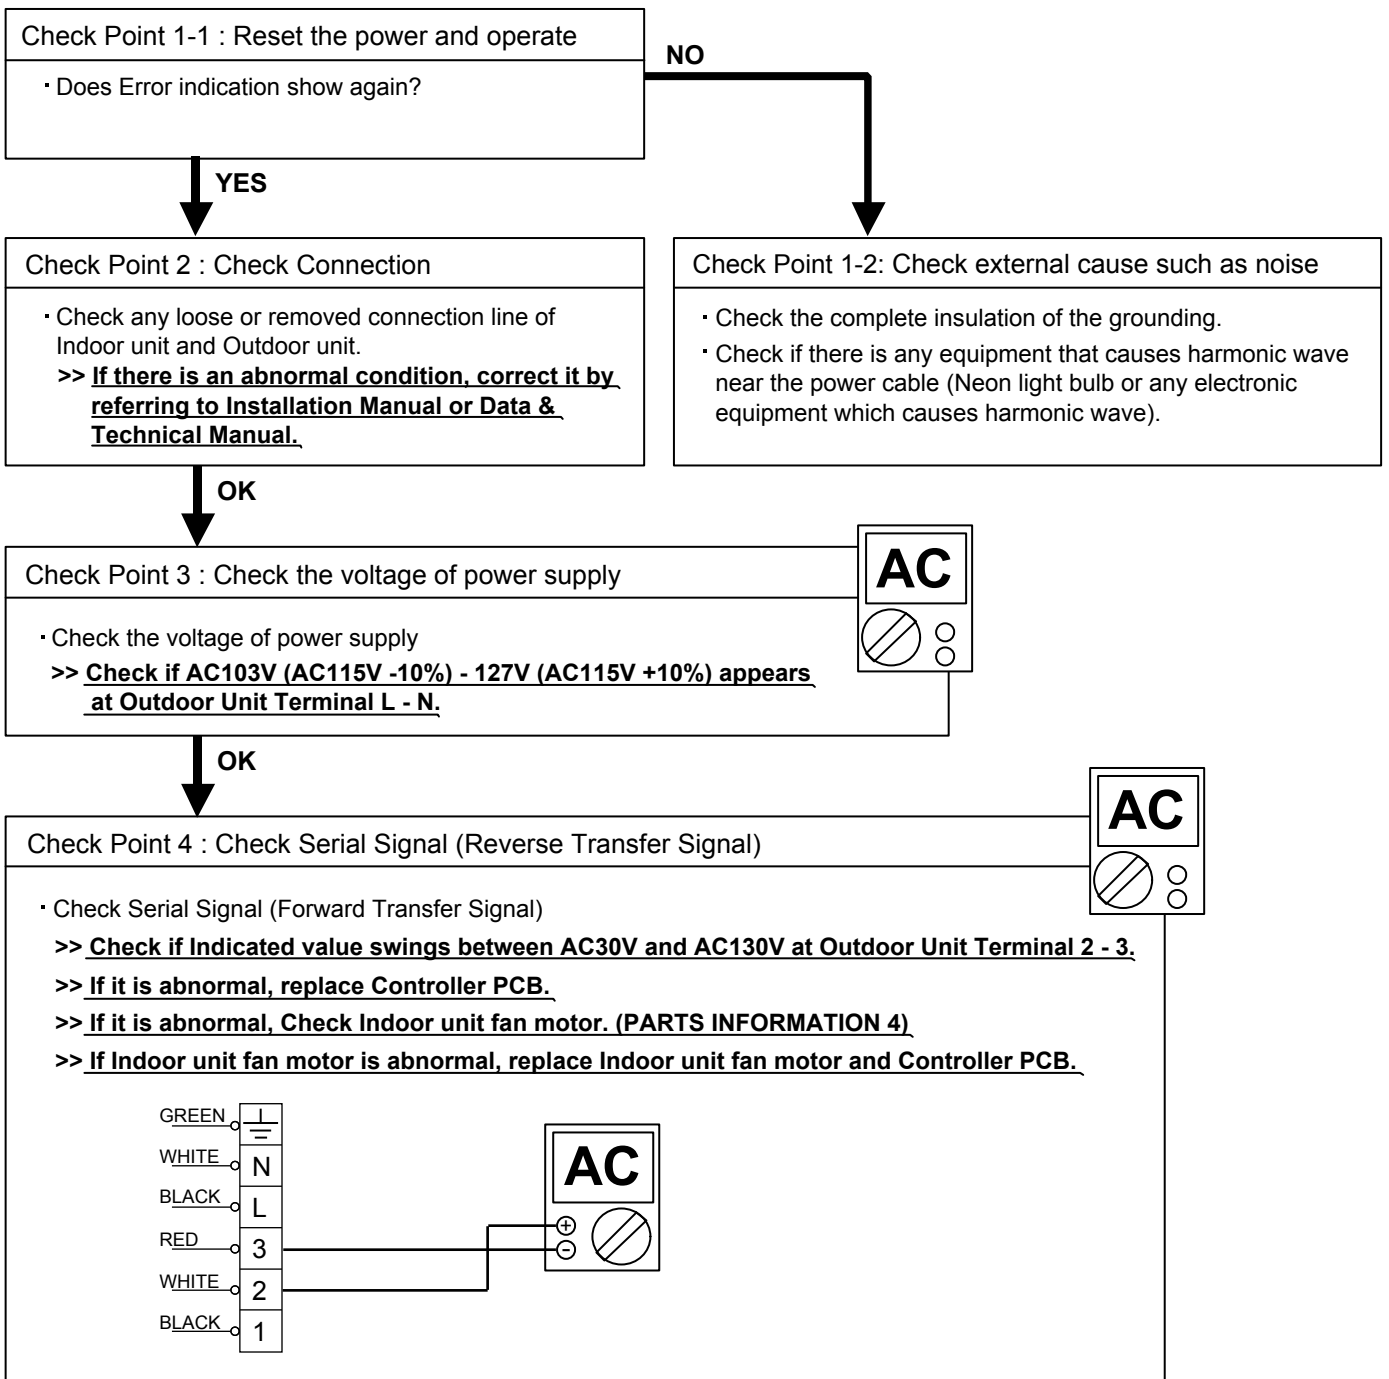 Check Point 1-1 : Reset the power and operate
・Does Error indication show again?
NO
YES
Check Point 2 : Check Connection
・Check any loose or removed connection line of
Indoor unit and Outdoor unit.
>> If there is an abnormal condition, correct it by
referring to Installation Manual or Data &
Technical Manual.
Check Point 1-2: Check external cause such as noise
・Check the complete insulation of the grounding.
・Check if there is any equipment that causes harmonic wave
near the power cable (Neon light bulb or any electronic
equipment which causes harmonic wave).
OK
Check Point 3 : Check the voltage of power supply
AC
・Check the voltage of power supply
>> Check if AC103V (AC115V -10%) - 127V (AC115V +10%) appears
at Outdoor Unit Terminal L - N.
OK
Check Point 4 : Check Serial Signal (Reverse Transfer Signal)
AC
・Check Serial Signal (Forward Transfer Signal)
>> Check if Indicated value swings between AC30V and AC130V at Outdoor Unit Terminal 2 - 3.
>> If it is abnormal, replace Controller PCB.
>> If it is abnormal, Check Indoor unit fan motor. (PARTS INFORMATION 4)
>> If Indoor unit fan motor is abnormal, replace Indoor unit fan motor and Controller PCB.
GREEN
WHITE N
BLACK L
RED 3
WHITE 2
BLACK 1
AC
+
-